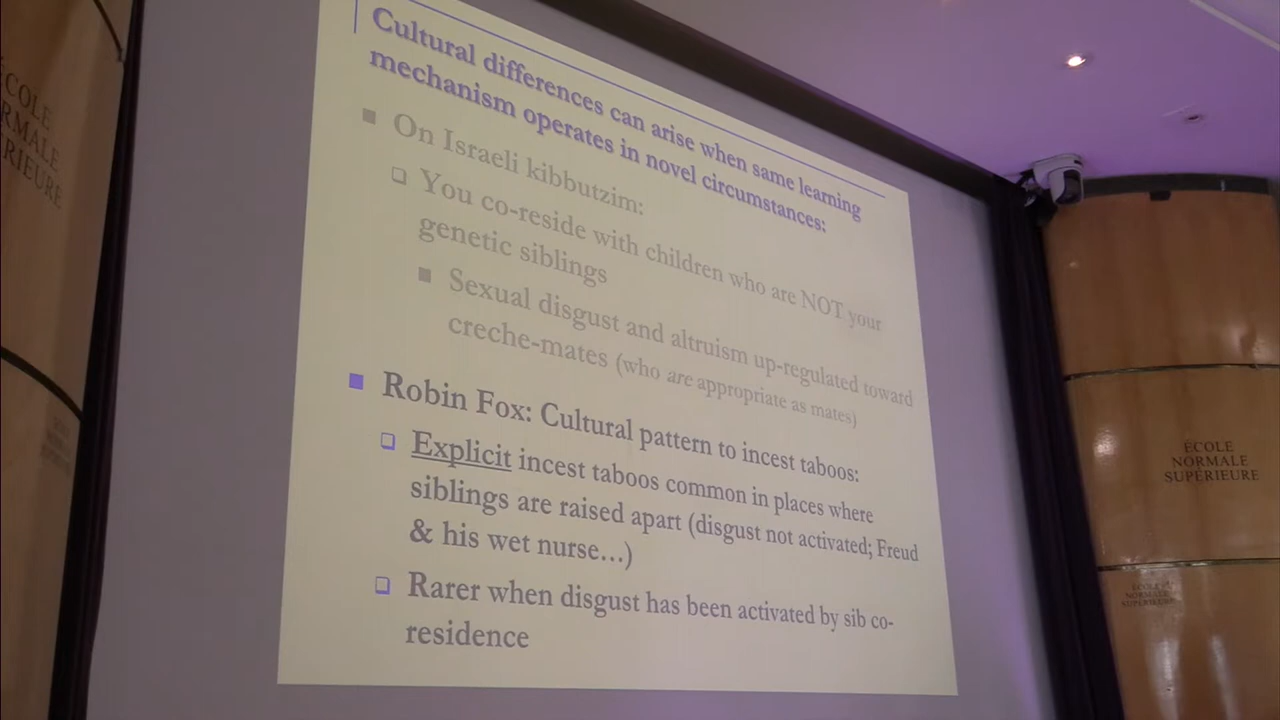 Cultural differences can arise when same learning
mechanism operates in novel circumstances:
On Israeli kibbutzim:
You co-reside with children who are NOT your
genetic siblings
Sexual disgust and altruism up-regulated toward
creche-mates (who are appropriate as mates)
Robin Fox: Cultural pattern to incest taboos:
Explicit incest taboos common in places where
siblings are raised apart (disgust not activated; Freud
& his wet nurse...)
Rarer when disgust has been activated by sib co-
residence
ÉCOLE
NORMALE
SUPÉRIEURE
ÉCOLE
RMALE
RIEURE